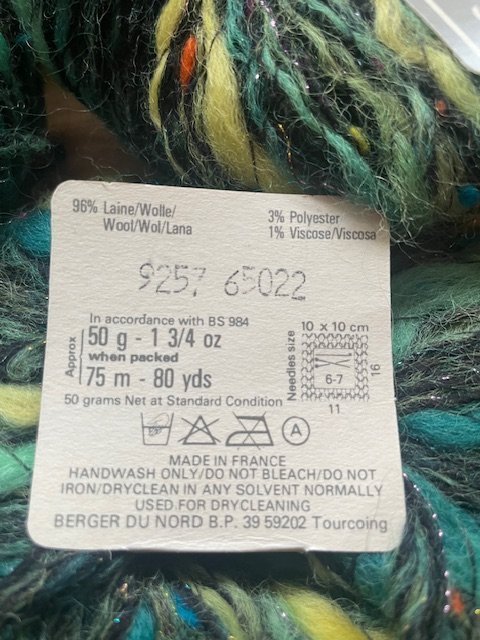 96% Laine/Wolle/
Wool/Wol/Lana
3% Polyester
1% Viscose/Viscosa
9257 65022
In accordance with BS 984
Approx
50 g - 1 3/4 oz
when packed
75 m - 80 yds
50 grams Net at Standard Condition
Needles size
10 x 10 cm
6-7
16
11
A
MADE IN FRANCE
HANDWASH ONLY/DO NOT BLEACH/DO NOT
IRON/DRYCLEAN IN ANY SOLVENT NORMALLY
USED FOR DRYCLEANING
BERGER DU NORD B.P. 39 59202 Tourcoing